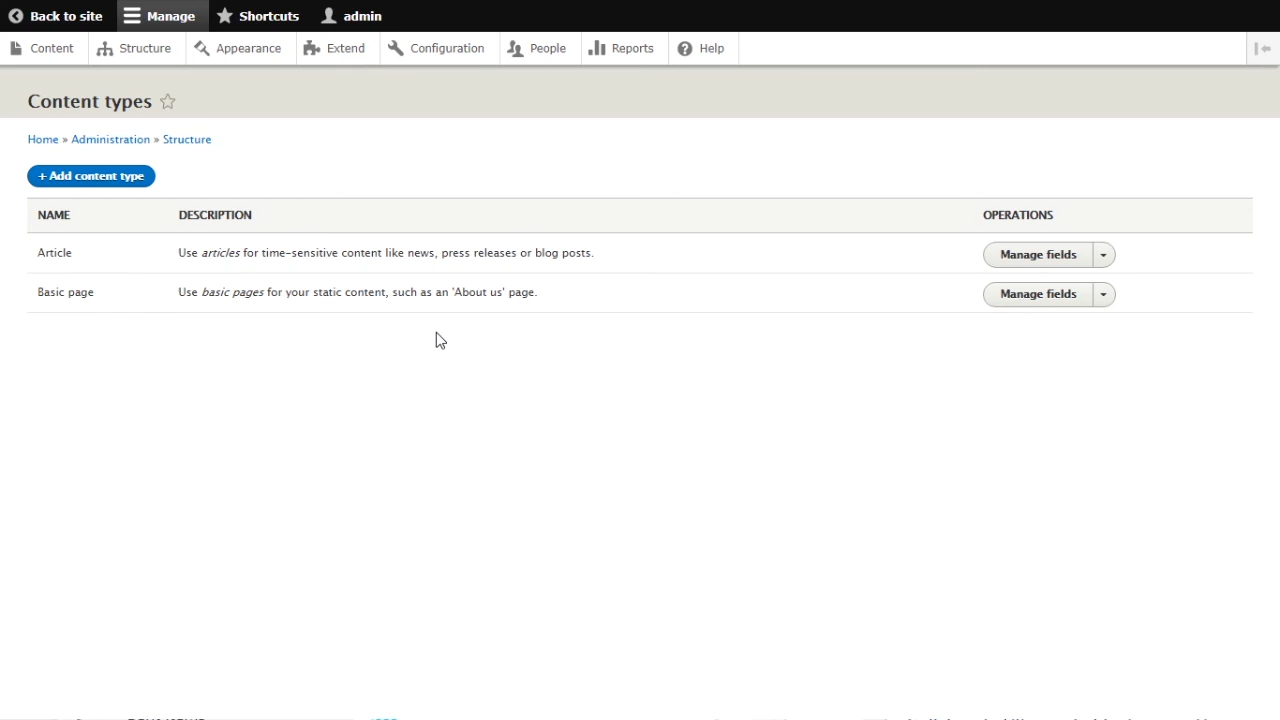 Back to site Manage Shortcuts admin
Content Structure Appearance Extend Configuration People Reports Help
Content types
Home » Administration » Structure
+ Add content type
NAME DESCRIPTION OPERATIONS
Article Use articles for time-sensitive content like news, press releases or blog posts. Manage fields
Basic page Use basic pages for your static content, such as an 'About us' page. Manage fields